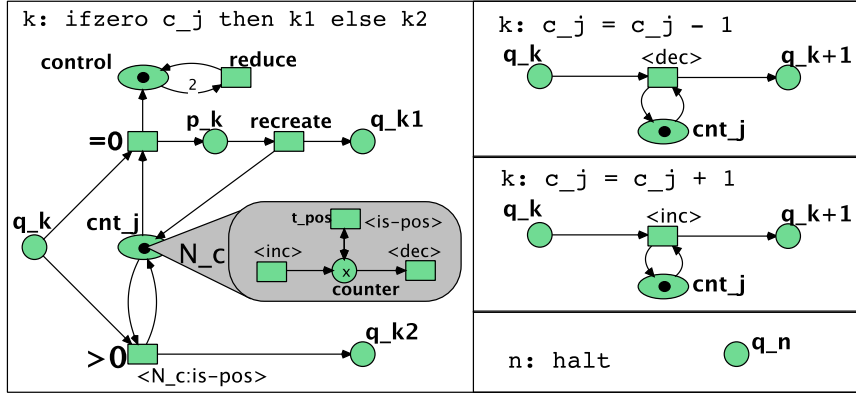 k: ifzero c_j then k1 else k2
control
reduce
2
=0
p_k
recreate
q_k1
q_k
cnt_j
N_c
t_pos
<is-pos>
<inc>
<dec>
x
counter
>0
q_k2
<N_c:is-pos>
k: c_j = c_j - 1
q_k
<dec>
q_k+1
cnt_j
k: c_j = c_j + 1
q_k
<inc>
q_k+1
cnt_j
n: halt
q_n